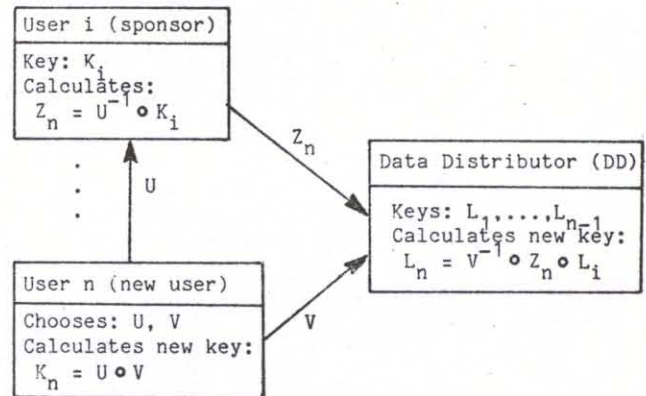 User i (sponsor)
Key: K_i
Calculates:
Z_n = U^-1 ∘ K_i
Z_n
U
Data Distributor (DD)
Keys: L_1,....,L_n-1
Calculates new key:
L_n = V^-1 ∘ Z_n ∘ L_i
User n (new user)
Chooses: U, V
Calculates new key:
K_n = U ∘ V
V